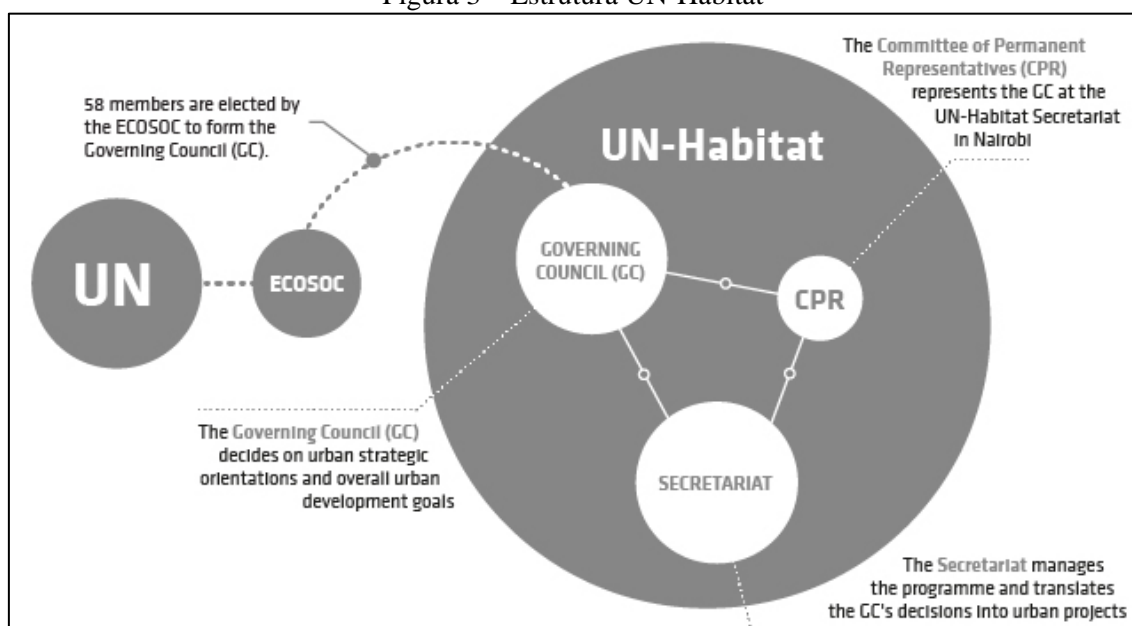 Figura 3 – Estrutura UN-Habitat
The Committee of Permanent
Representatives (CPR)
represents the GC at the
UN-Habitat Secretariat
in Nairobi
58 members are elected by
the ECOSOC to form the
Governing Council (GC).
UN-Habitat
UN
ECOSOC
GOVERNING
COUNCIL (GC)
CPR
The Governing Council (GC)
decides on urban strategic
orientations and overall urban
development goals
SECRETARIAT
The Secretariat manages
the programme and translates
the GC's decisions into urban projects